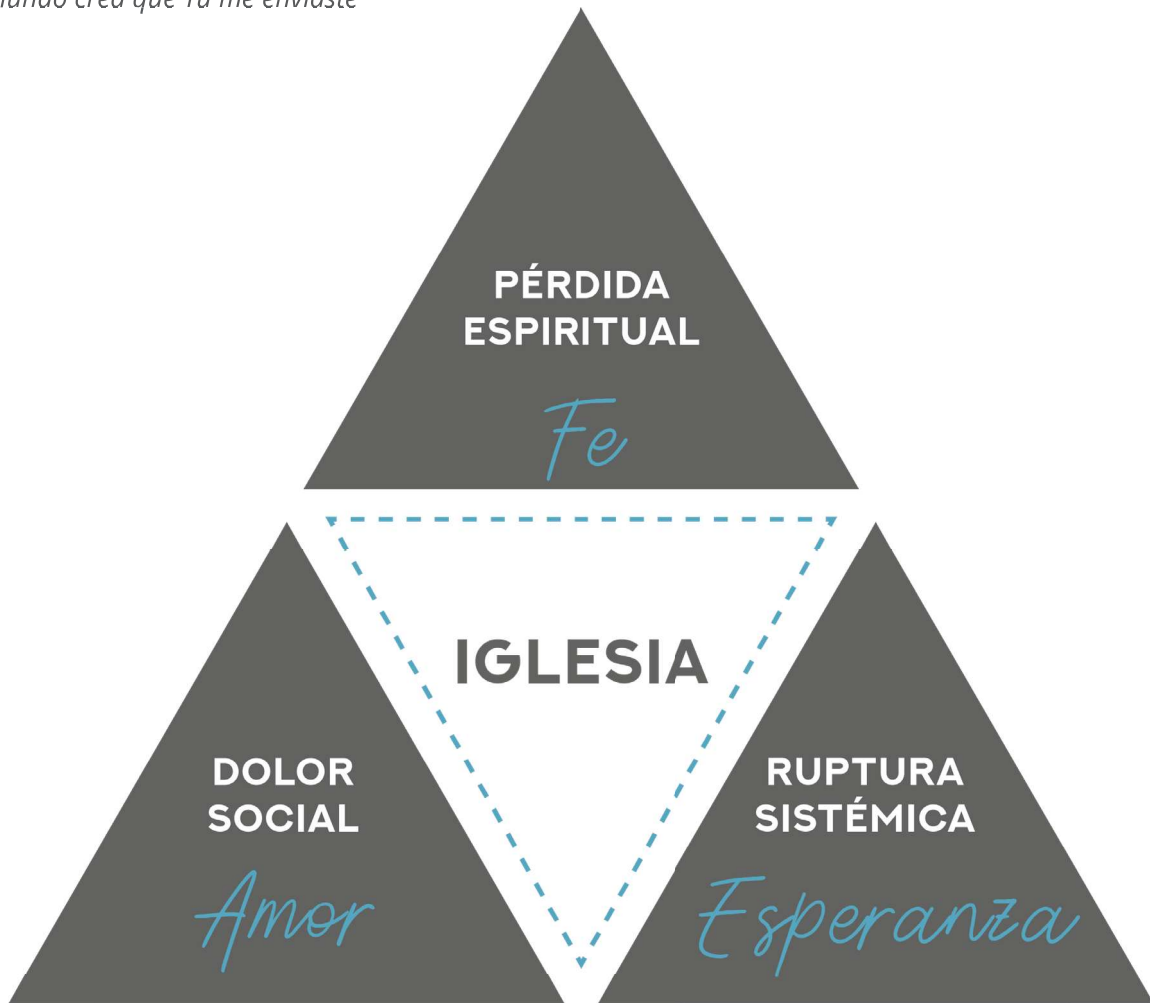 crea que Tú me enviaste
PÉRDIDA
ESPIRITUAL
Fe
IGLESIA
DOLOR
SOCIAL
Amor
RUPTURA
SISTÉMICA
Esperanza